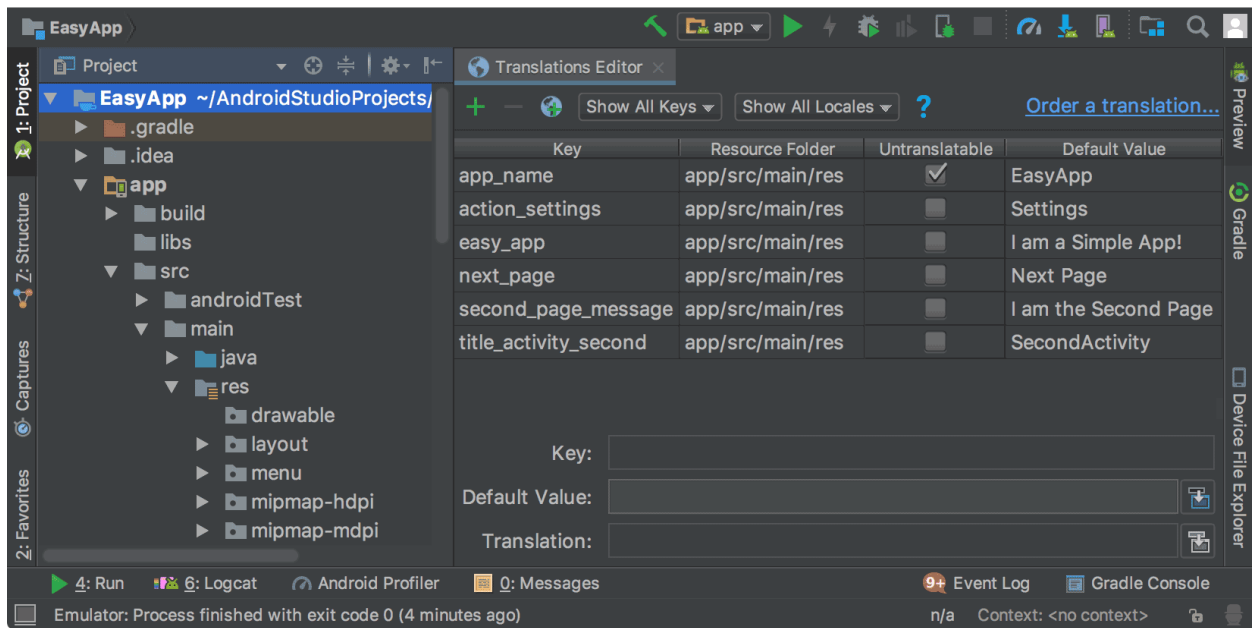 EasyApp
app
Project
Translations Editor
1: Project
EasyApp ~/AndroidStudioProjects/
Show All Keys
Show All Locales
?
Order a translation...
Preview
.gradle
Key
Resource Folder
Untranslatable
Default Value
.idea
app_name
app/src/main/res
EasyApp
app
action_settings
app/src/main/res
Settings
build
easy_app
app/src/main/res
I am a Simple App!
libs
Z: Structure
Gradle
next_page
app/src/main/res
Next Page
src
second_page_message
app/src/main/res
I am the Second Page
androidTest
title_activity_second
app/src/main/res
SecondActivity
main
java
res
Captures
drawable
Device File Explorer
layout
Key:
menu
mipmap-hdpi
Default Value:
mipmap-mdpi
Translation:
2: Favorites
4: Run
6: Logcat
Android Profiler
0: Messages
9+ Event Log
Gradle Console
Emulator: Process finished with exit code 0 (4 minutes ago)
n/a
Context: <no context>